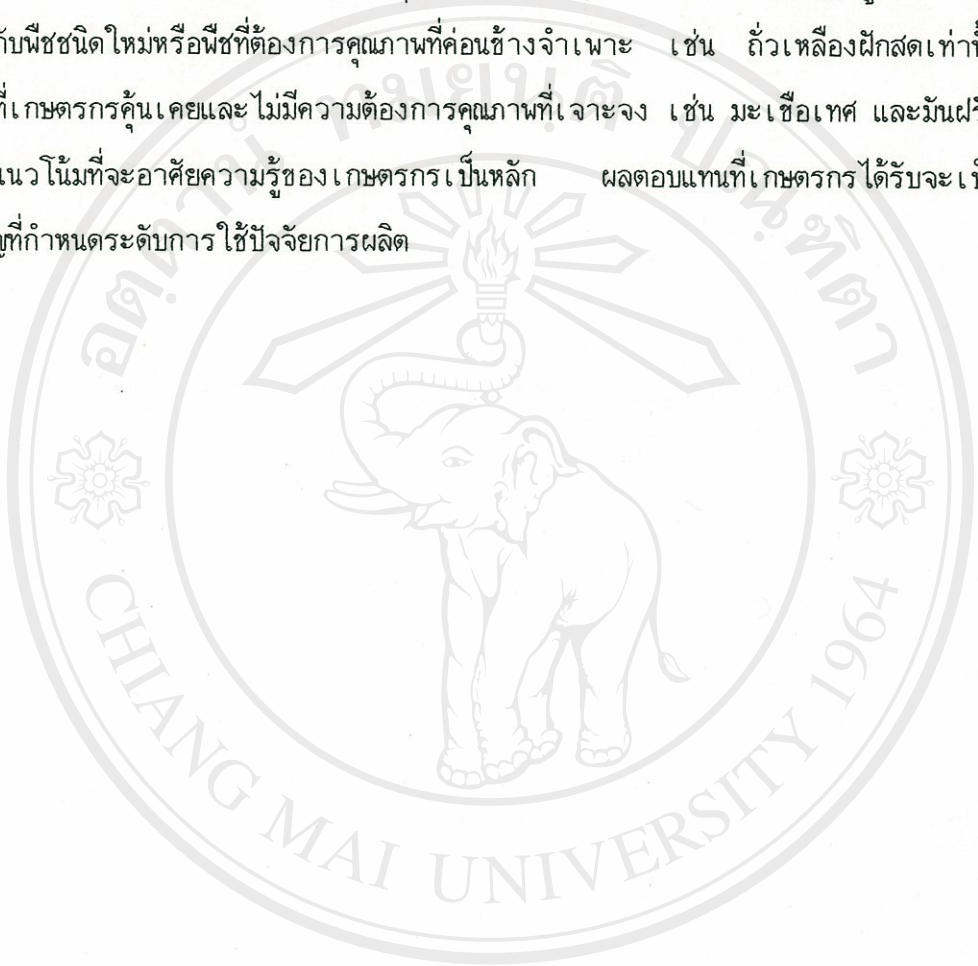 กับพืชชนิดใหม่หรือพืชที่ต้องการคุณภาพที่ค่อนข้างจำเพาะ เช่น ถั่วเหลืองฝักสดเท่านั้
ที่เกษตรกรคุ้นเคยและไม่มีความต้องการคุณภาพที่เจาะจง เช่น มะเขือเทศ และมันฝรั
แนวโน้มที่จะอาศัยความรู้ของเกษตรกรเป็นหลัก ผลตอบแทนที่เกษตรกรได้รับจะเป็
ที่กำหนดระดับการใช้ปัจจัยการผลิต
CHIANG MAI UNIVERSITY 1964